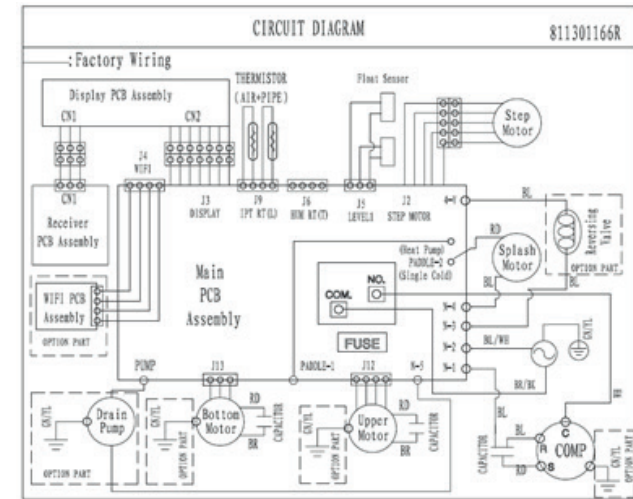 CIRCUIT DIAGRAM
811301166R
:Factory Wiring
Display PCB Assembly
CN1
CN2
THERMISTOR
(AIR+PIPE)
Float Sensor
Step
Motor
J4
WIFI
CN1
Receiver
PCB Assembly
J3
DISPLAY
J9
IPT RT(L)
J6
HUM RT(T)
J5
LEVEL1
J2
STEP MOTOR
BL
RD
(Heat Pump)
PADDLE-2
(Single Cold)
Splash
Motor
Reversing
Valve
OPTION PART
BL
Main
PCB
Assembly
WIFI PCB
Assembly
OPTION PART
COM.
NO.
FUSE
N-4
N-3
N-2
N-1
BL/WH
GN/YL
BR/BK
WH
PUMP
J13
PADDLE-1
J12
N-5
BL
GN/YL
Drain
Pump
OPTION PART
GN/YL
OPTION PART
Bottom
Motor
RD
BR
CAPACITOR
GN/YL
OPTION PART
Upper
Motor
RD
BR
CAPACITOR
CAPACITOR
BL
RD
C
R
S
COMP
GN/YL
OPTION PART